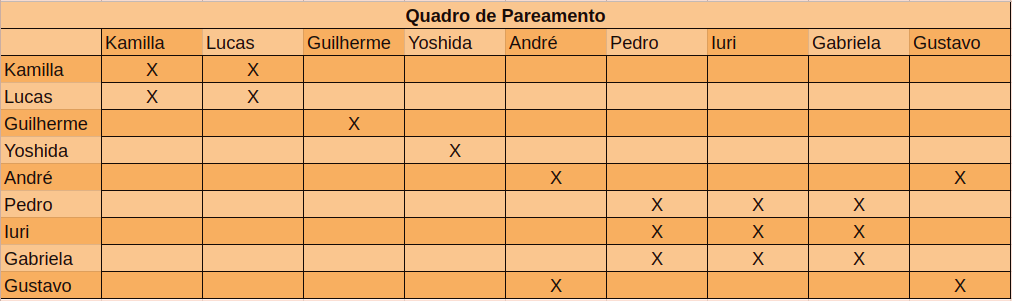 Quadro de Pareamento
Kamilla Lucas Guilherme Yoshida André Pedro Iuri Gabriela Gustavo
Kamilla X X
Lucas X X
Guilherme X
Yoshida X
André X X
Pedro X X X
Iuri X X X
Gabriela X X X
Gustavo X X